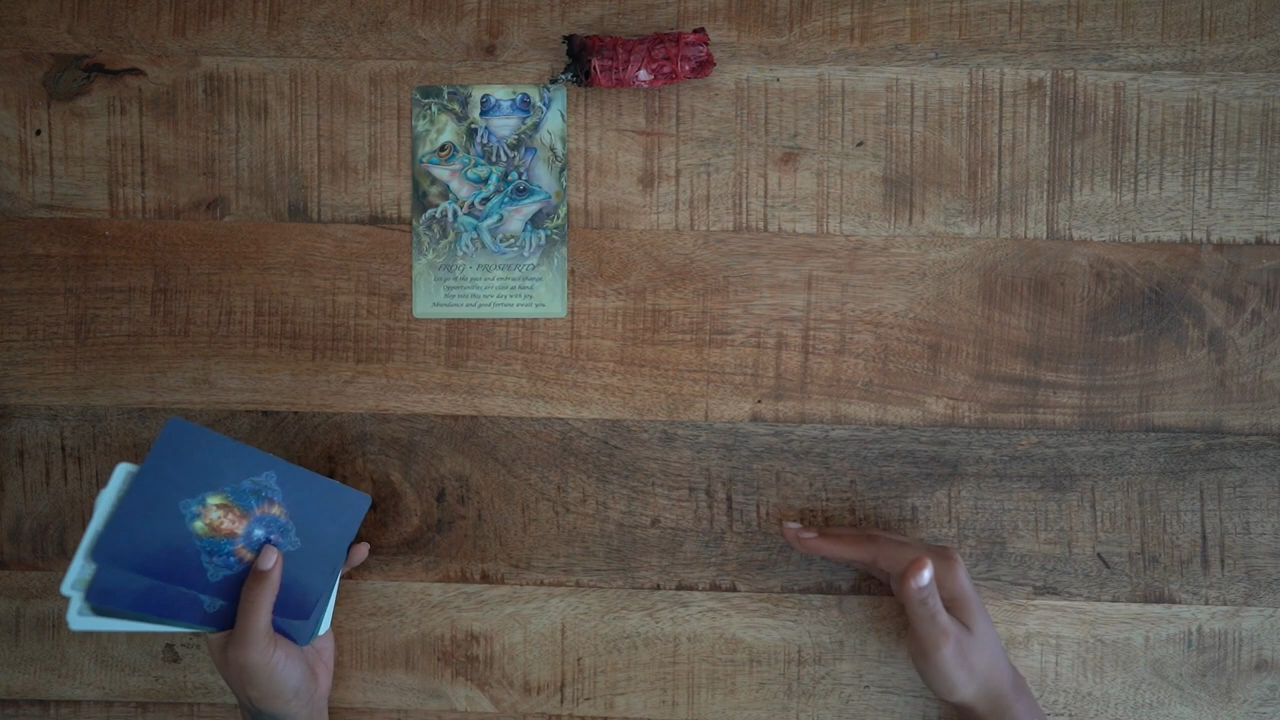 FROG • PROSPERITY
Let go of the past and embrace change.
Opportunities are close at hand.
Hop into this new day with joy.
Abundance and good fortune await you.